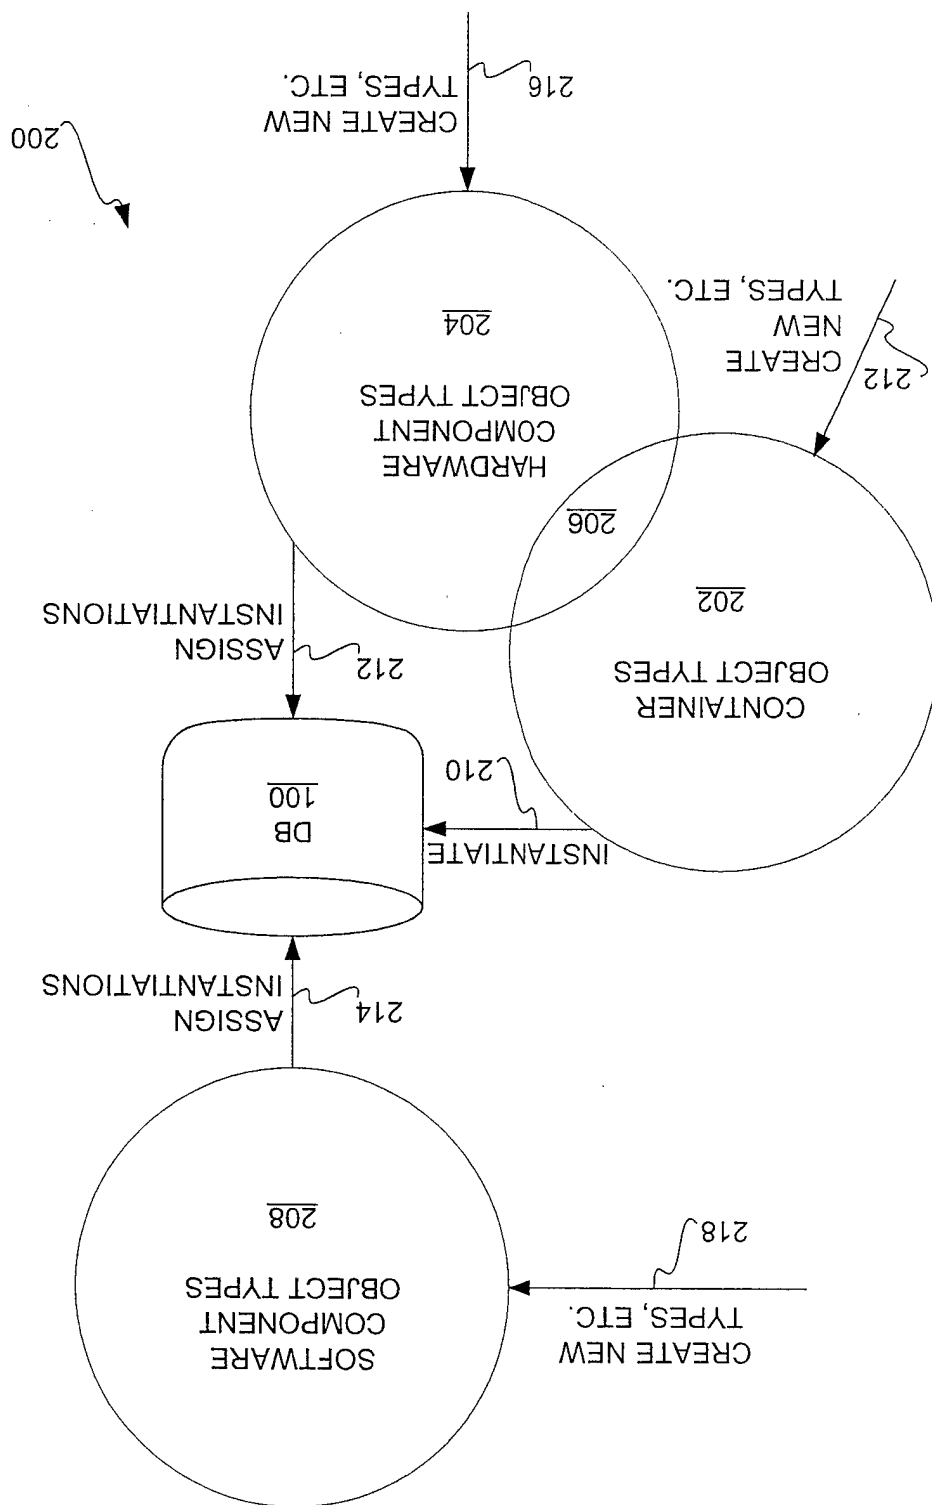 CREATE NEW
TYPES, ETC.
218
SOFTWARE
COMPONENT
OBJECT TYPES
208
214
ASSIGN
INSTANTIATIONS
INSTANTIATE
210
DB
100
CONTAINER
OBJECT TYPES
202
206
212
ASSIGN
INSTANTIATIONS
HARDWARE
COMPONENT
OBJECT TYPES
204
212
CREATE
NEW
TYPES, ETC.
CREATE NEW
TYPES, ETC.
216
200